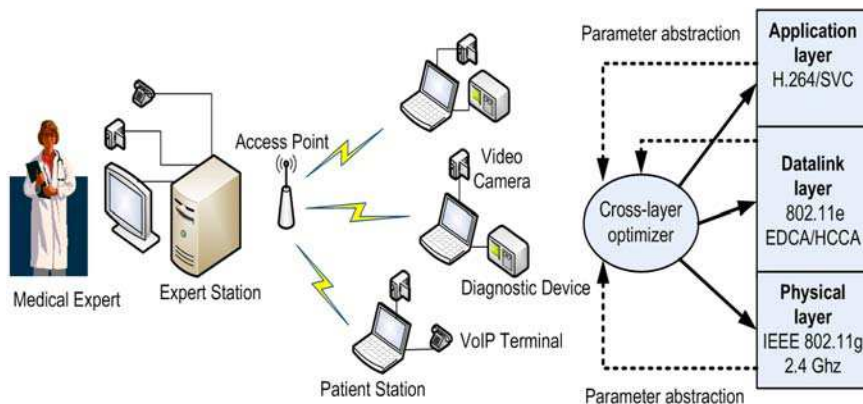 Parameter abstraction
Application
layer
H.264/SVC
Access Point
Video
Camera
Datalink
layer
802.11e
EDCA/HCCA
Cross-layer
optimizer
Medical Expert
Expert Station
Diagnostic Device
Physical
layer
IEEE 802.11g
2.4 Ghz
VoIP Terminal
Patient Station
Parameter abstraction